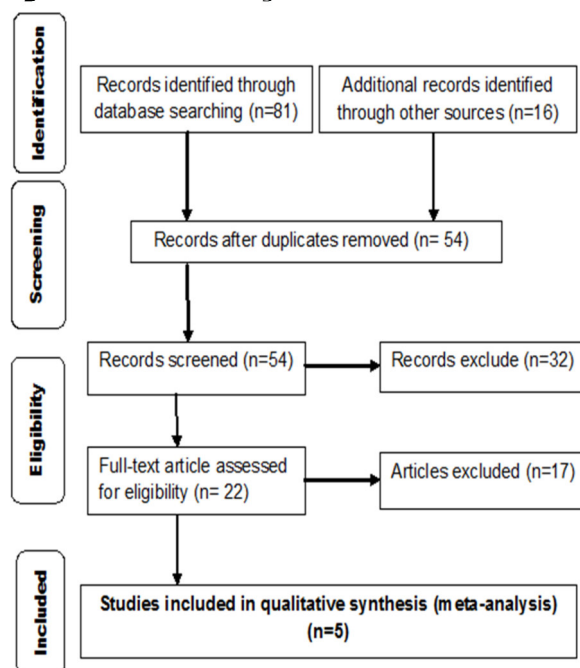 Identification
Records identified through
database searching (n=81)
Additional records identified
through other sources (n=16)
Screening
Records after duplicates removed (n= 54)
Eligibility
Records screened (n=54)
Records exclude (n=32)
Full-text article assessed
for eligibility (n= 22)
Articles excluded (n=17)
Included
Studies included in qualitative synthesis (meta-analysis)
(n=5)